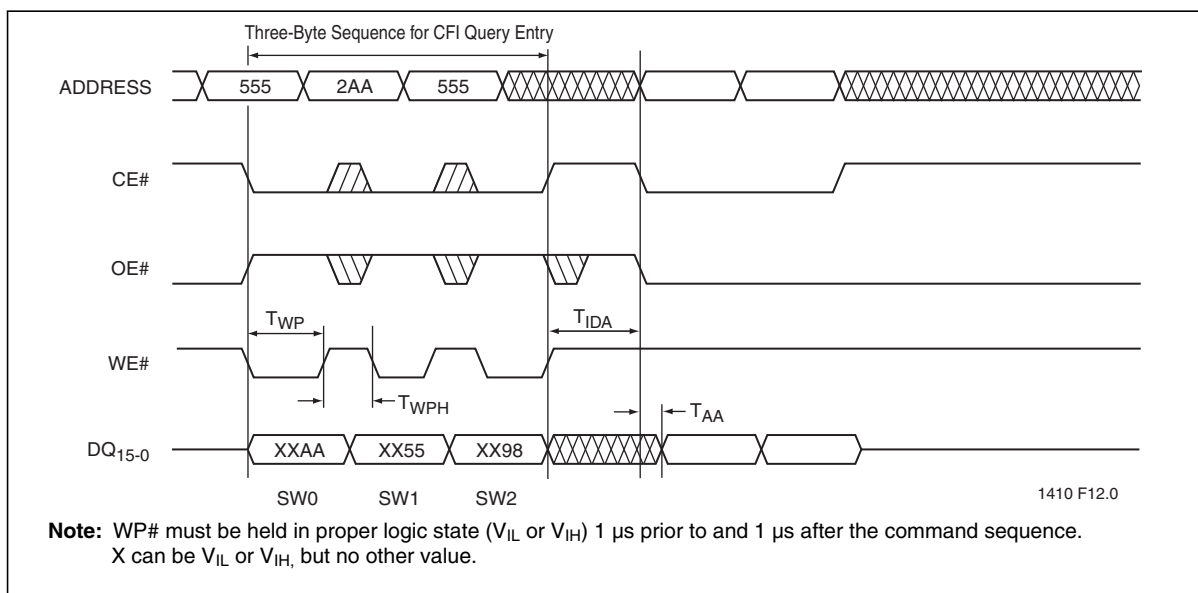 Three-Byte Sequence for CFI Query Entry
ADDRESS 555 2AA 555
CE#
OE#
TWP TIDA
WE#
TWPH TAA
DQ15-0 XXAA XX55 XX98
SW0 SW1 SW2
1410 F12.0
Note: WP# must be held in proper logic state (VIL or VIH) 1 µs prior to and 1 µs after the command sequence.
X can be VIL or VIH, but no other value.